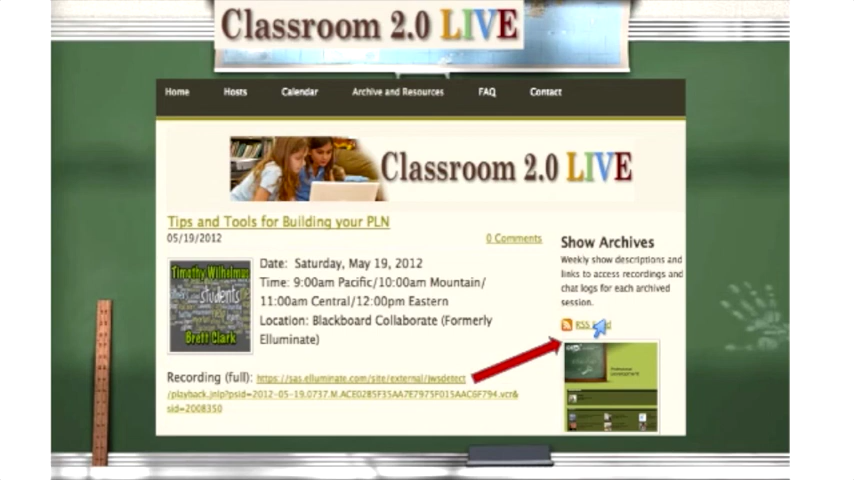 Classroom 2.0 LIVE
Home Hosts Calendar Archive and Resources FAQ Contact
Classroom 2.0 LIVE
Tips and Tools for Building your PLN
05/19/2012
0 Comments
Timothy Wilhelmus
students
Brett Clark
Date: Saturday, May 19, 2012
Time: 9:00am Pacific/10:00am Mountain/
11:00am Central/12:00pm Eastern
Location: Blackboard Collaborate (Formerly
Elluminate)
Recording (full): https://sas.elluminate.com/site/external/jwsdetect
/playback.jnlp?psid=2012-05-19.0737.M.ACE02B5F35AA7E7975F015AAC6F794.vcr&
sid=2008350
Show Archives
Weekly show descriptions and
links to access recordings and
chat logs for each archived
session.
RSS